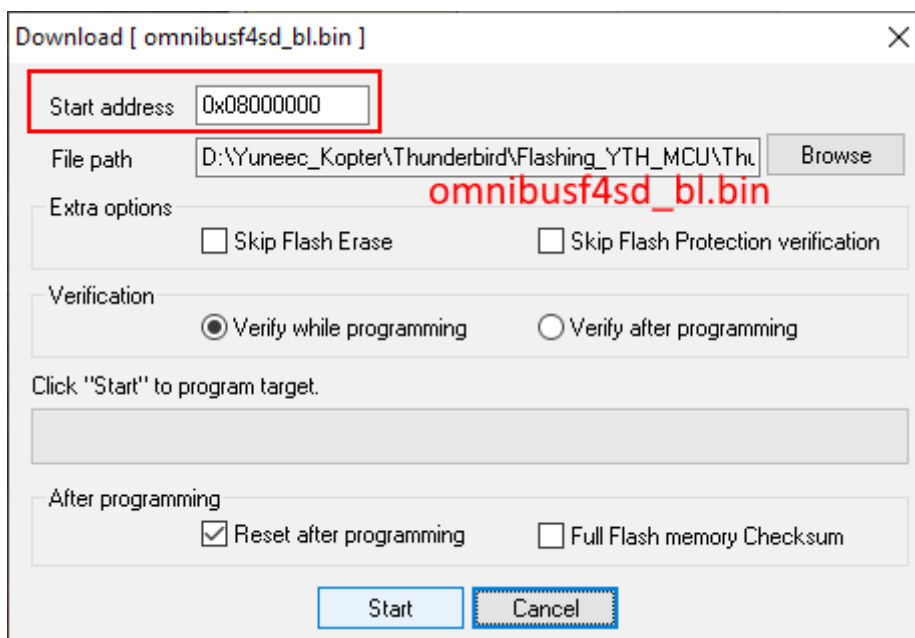 Download [ omnibusf4sd_bl.bin ]
Start address 0x08000000
File path D:\Yuneec_Kopter\Thunderbird\Flashing_YTH_MCU\Thu Browse
omnibusf4sd_bl.bin
Extra options
Skip Flash Erase Skip Flash Protection verification
Verification
Verify while programming Verify after programming
Click "Start" to program target.
After programming
Reset after programming Full Flash memory Checksum
Start Cancel